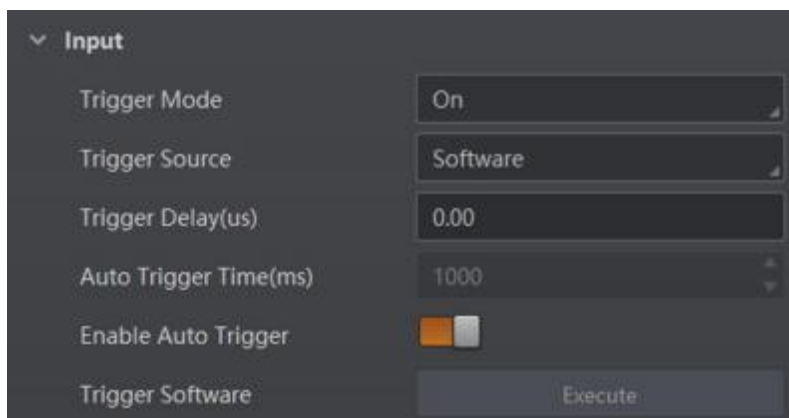 Input
Trigger Mode On
Trigger Source Software
Trigger Delay(us) 0.00
Auto Trigger Time(ms) 1000
Enable Auto Trigger
Trigger Software Execute